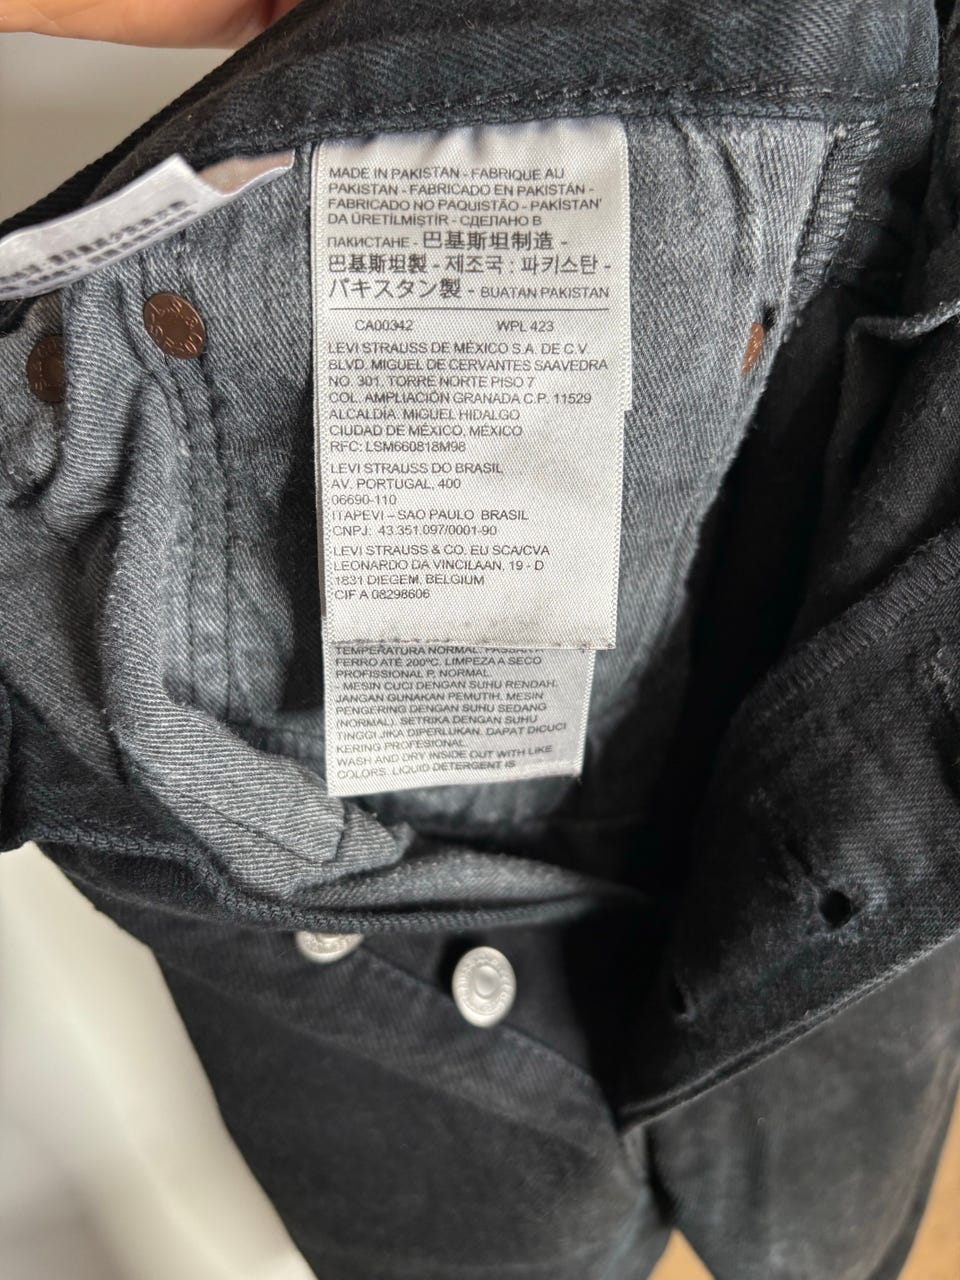 MADE IN PAKISTAN - FABRIQUE AU
PAKISTAN - FABRICADO EN PAKISTÁN -
FABRICADO NO PAQUISTÃO - PAKİSTAN'
DA ÜRETİLMİŞTİR - СДЕЛАНО В
ПАКИСТАНЕ - 巴基斯坦制造 -
巴基斯坦製 - 제조국 : 파키스탄 -
パキスタン製 - BUATAN PAKISTAN
CA00342 WPL 423
LEVI STRAUSS DE MÉXICO S.A. DE C.V.
BLVD. MIGUEL DE CERVANTES SAAVEDRA
NO. 301, TORRE NORTE PISO 7
COL. AMPLIACIÓN GRANADA C.P. 11529
ALCALDÍA. MIGUEL HIDALGO
CIUDAD DE MÉXICO, MÉXICO
RFC: LSM660818M98
LEVI STRAUSS DO BRASIL
AV. PORTUGAL, 400
06690-110
ITAPEVI – SAO PAULO BRASIL
CNPJ: 43.351.097/0001-90
LEVI STRAUSS & CO. EU SCA/CVA
LEONARDO DA VINCILAAN, 19 - D
1831 DIEGEM, BELGIUM
CIF A 08298606
TEMPERATURA NORMAL.
FERRO ATÉ 200ºC. LIMPEZA A SECO
PROFISSIONAL P. NORMAL.
- MESIN CUCI DENGAN SUHU RENDAH.
JANGAN GUNAKAN PEMUTIH. MESIN
PENGERING DENGAN SUHU SEDANG
(NORMAL). SETRIKA DENGAN SUHU
TINGGI JIKA DIPERLUKAN. DAPAT DICUCI
KERING PROFESIONAL
WASH AND DRY INSIDE OUT WITH LIKE
COLORS. LIQUID DETERGENT IS